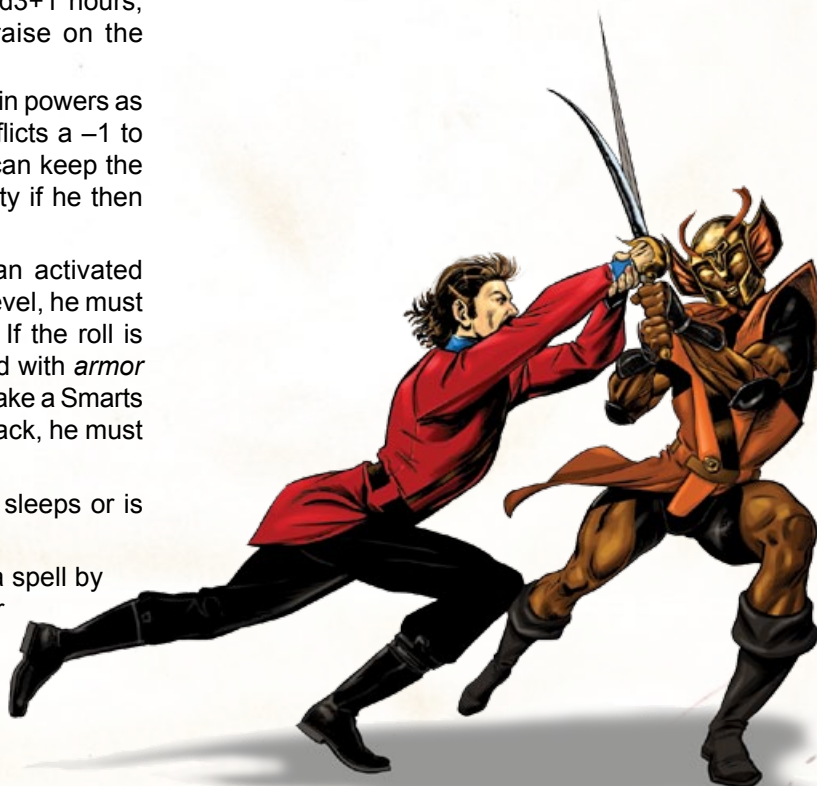 d3+1 hours,
raise on the
in powers as
flicts a –1 to
can keep the
ty if he then
an activated
evel, he must
If the roll is
d with armor
ake a Smarts
ack, he must
sleeps or is
a spell by